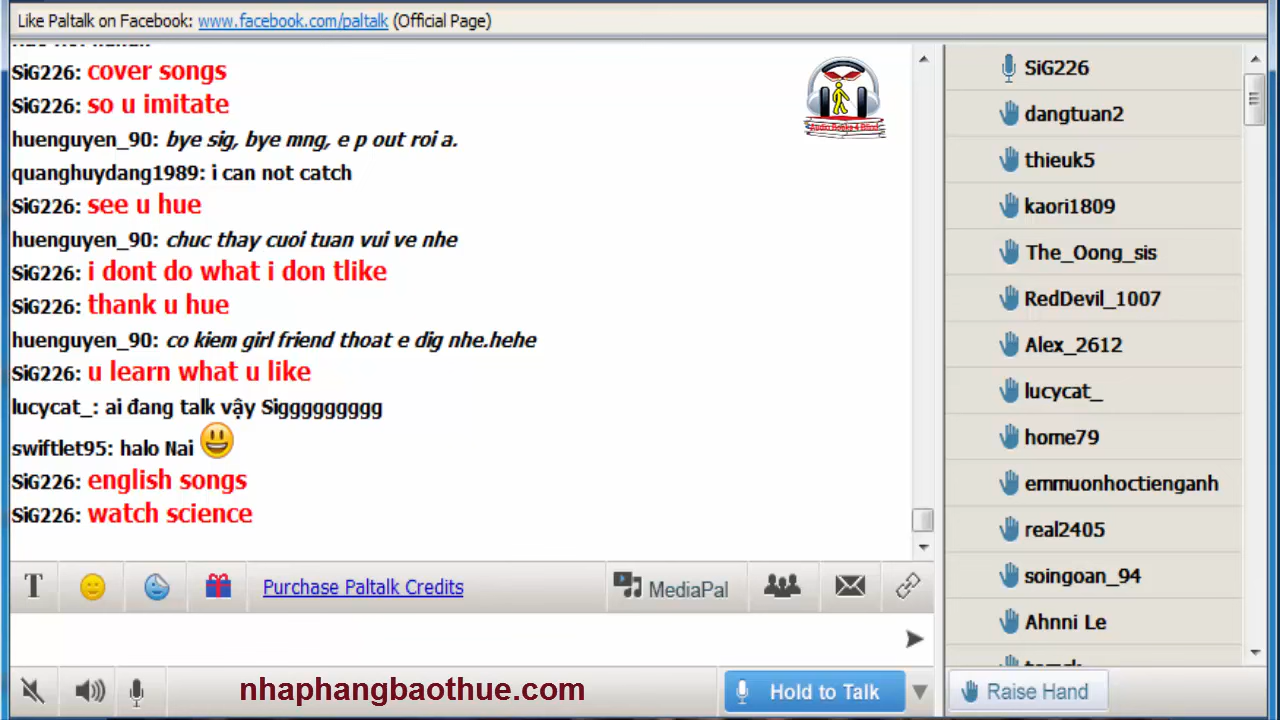 Like Paltalk on Facebook: www.facebook.com/paltalk (Official Page)
SiG226: cover songs
SiG226: so u imitate
huenguyen_90: bye sig, bye mng, e p out roi a.
quanghuydang1989: i can not catch
SiG226: see u hue
huenguyen_90: chuc thay cuoi tuan vui ve nhe
SiG226: i dont do what i don tlike
SiG226: thank u hue
huenguyen_90: co kiem girl friend thoat e dig nhe.hehe
SiG226: u learn what u like
lucycat_: ai đang talk vậy Sigggggggggg
swiftlet95: halo Nai
SiG226: english songs
SiG226: watch science
Audio Books 4 Blind
T
Purchase Paltalk Credits
MediaPal
nhaphangbaothue.com
Hold to Talk
SiG226
dangtuan2
thieuk5
kaori1809
The_Oong_sis
RedDevil_1007
Alex_2612
lucycat_
home79
emmuonhoctienganh
real2405
soingoan_94
Ahnni Le
Raise Hand